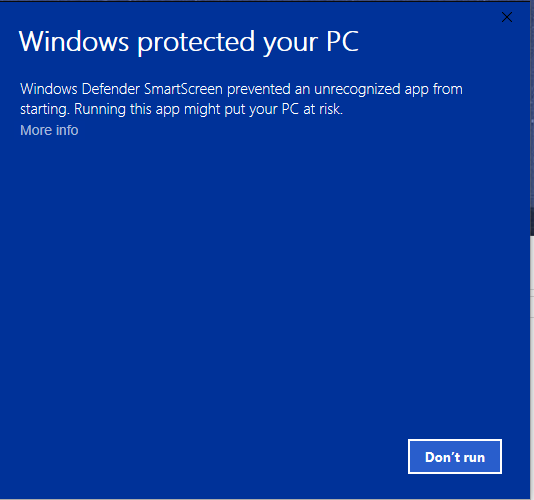 Windows protected your PC
Windows Defender SmartScreen prevented an unrecognized app from
starting. Running this app might put your PC at risk.
More info
Don't run